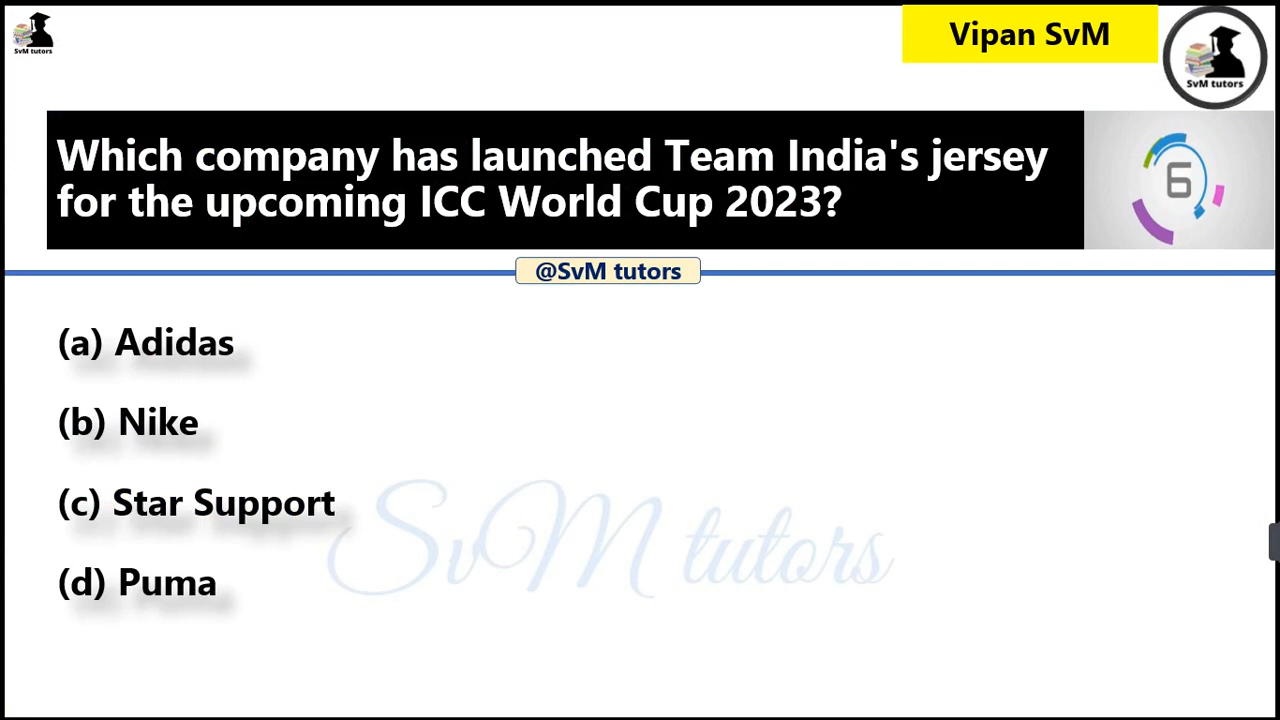 SvM tutors
Vipan SvM
SvM tutors
Which company has launched Team India's jersey
for the upcoming ICC World Cup 2023?
6
@SvM tutors
(a) Adidas
(b) Nike
(c) Star Support
(d) Puma
SvM tutors